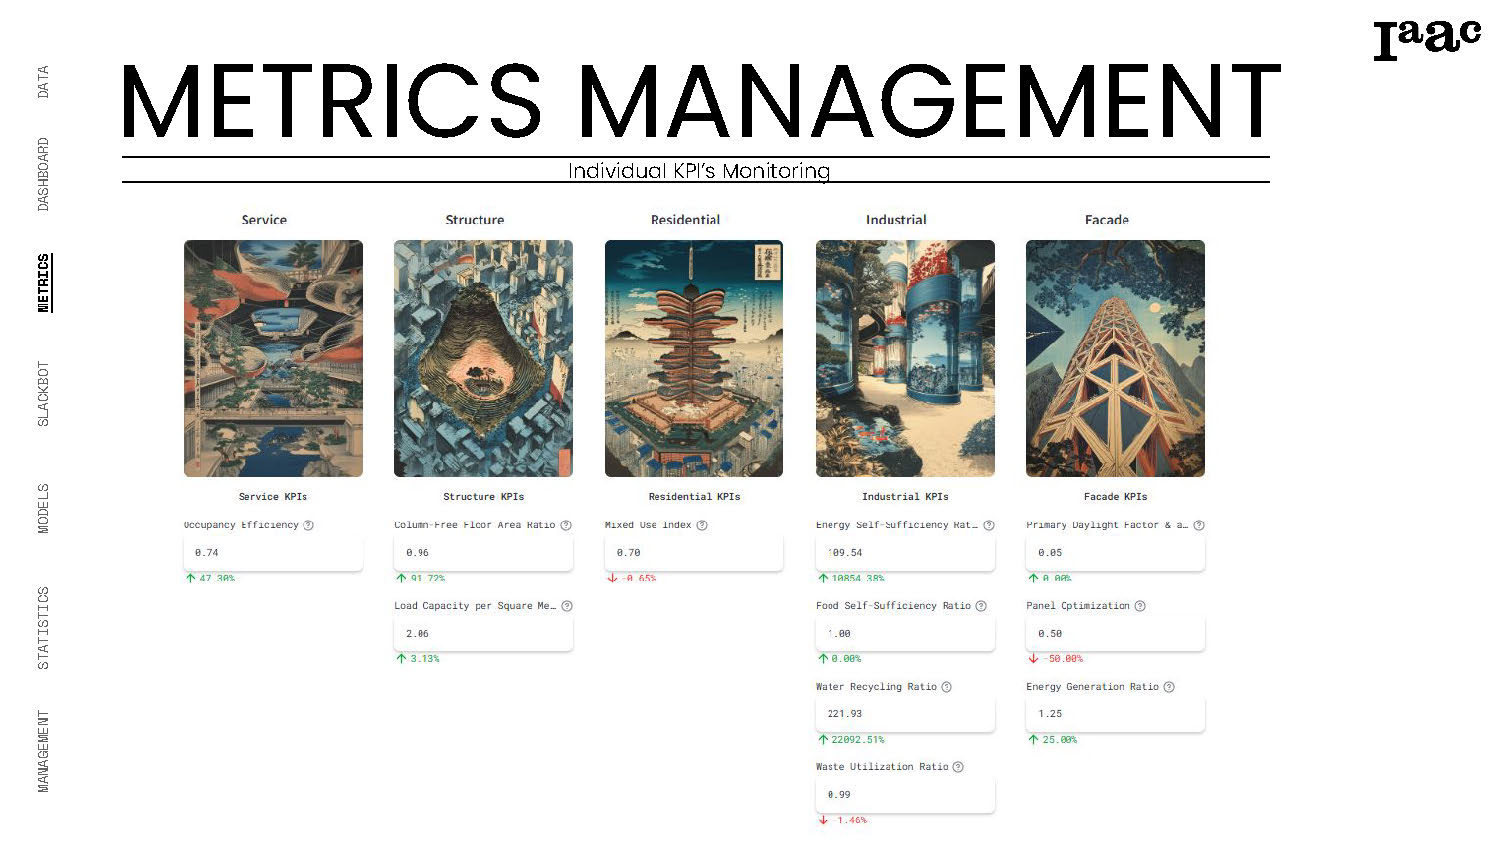 Iaac
METRICS MANAGEMENT
Individual KPI's Monitoring
DATA
DASHBOARD
METRICS
SLACKBOT
MODELS
STATISTICS
MANAGEMENT
Service
Service KPIs
Occupancy Efficiency
0.74
47.30%
Structure
Structure KPIs
Column-Free Floor Area Ratio
0.96
91.72%
Load Capacity per Square Me…
2.06
3.13%
Residential
Residential KPIs
Mixed Use Index
0.70
-0.65%
Industrial
Industrial KPIs
Energy Self-Sufficiency Rat…
109.54
10854.38%
Food Self-Sufficiency Ratio
1.00
0.00%
Water Recycling Ratio
221.93
22092.51%
Waste Utilization Ratio
0.99
-1.46%
Facade
Facade KPIs
Primary Daylight Factor & a…
0.05
0.00%
Panel Optimization
0.50
-50.00%
Energy Generation Ratio
1.25
25.00%